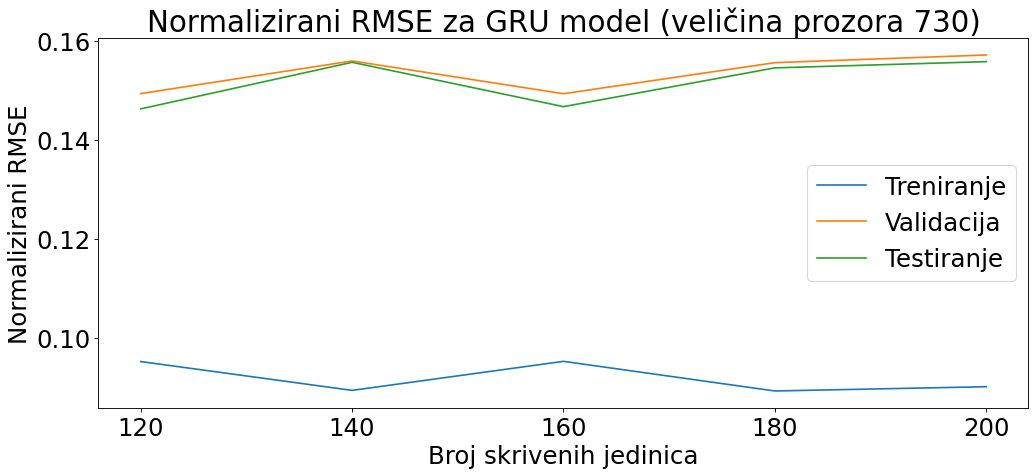 Normalizirani RMSE za GRU model (veličina prozora 730)
Normalizirani RMSE
0.16
0.14
0.12
0.10
Treniranje
Validacija
Testiranje
120 140 160 180 200
Broj skrivenih jedinica